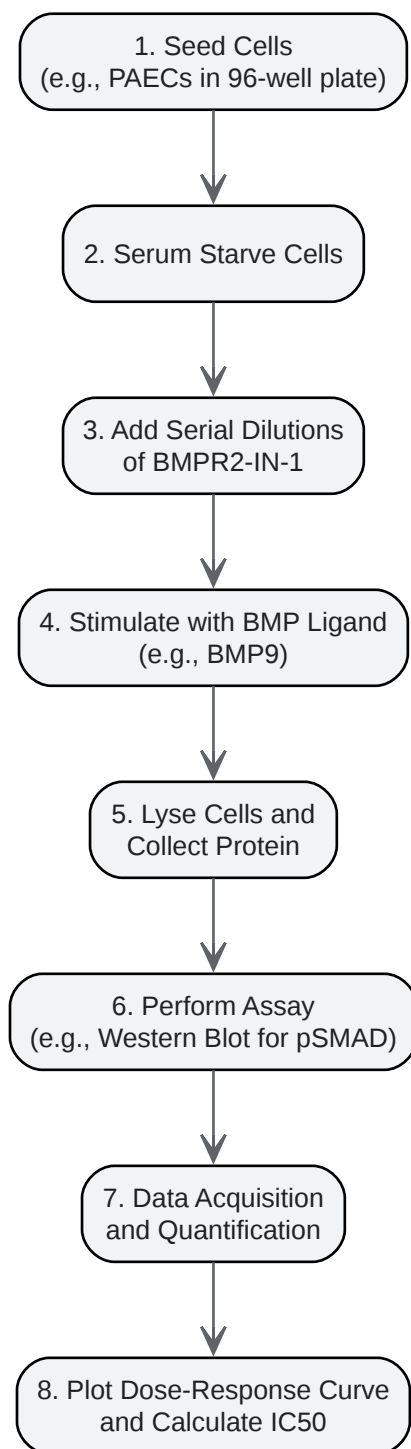 1. Seed Cells
(e.g., PAECs in 96-well plate)
2. Serum Starve Cells
3. Add Serial Dilutions
of BMPR2-IN-1
4. Stimulate with BMP Ligand
(e.g., BMP9)
5. Lyse Cells and
Collect Protein
6. Perform Assay
(e.g., Western Blot for pSMAD)
7. Data Acquisition
and Quantification
8. Plot Dose-Response Curve
and Calculate IC50